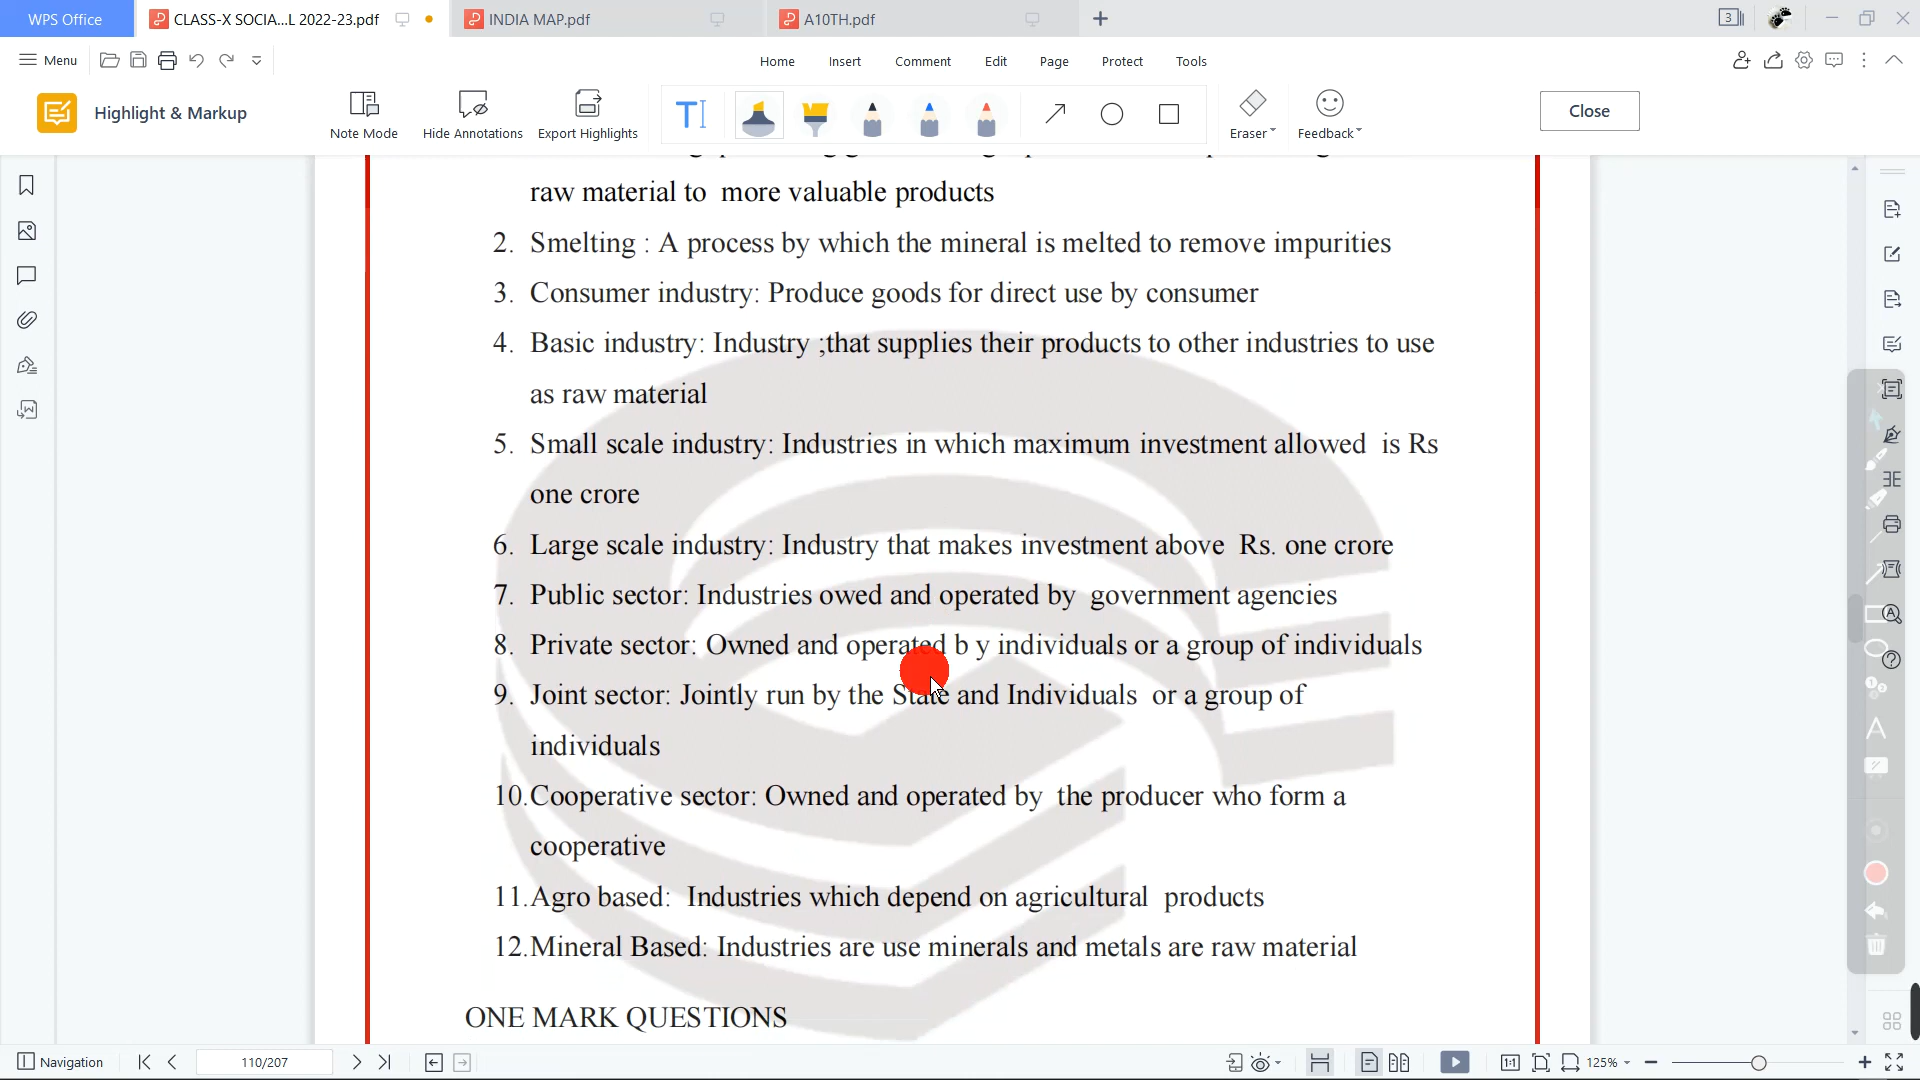 WPS Office
CLASS-X SOCIA...L 2022-23.pdf
INDIA MAP.pdf
A10TH.pdf
3
Menu
Home Insert Comment Edit Page Protect Tools
Highlight & Markup
Note Mode
Hide Annotations
Export Highlights
Eraser
Feedback
Close
raw material to more valuable products
2. Smelting : A process by which the mineral is melted to remove impurities
3. Consumer industry: Produce goods for direct use by consumer
4. Basic industry: Industry ;that supplies their products to other industries to use
as raw material
5. Small scale industry: Industries in which maximum investment allowed is Rs
one crore
6. Large scale industry: Industry that makes investment above Rs. one crore
7. Public sector: Industries owed and operated by government agencies
8. Private sector: Owned and operated b y individuals or a group of individuals
9. Joint sector: Jointly run by the State and Individuals or a group of
individuals
10.Cooperative sector: Owned and operated by the producer who form a
cooperative
11.Agro based: Industries which depend on agricultural products
12.Mineral Based: Industries are use minerals and metals are raw material
ONE MARK QUESTIONS
Navigation
110/207
125%